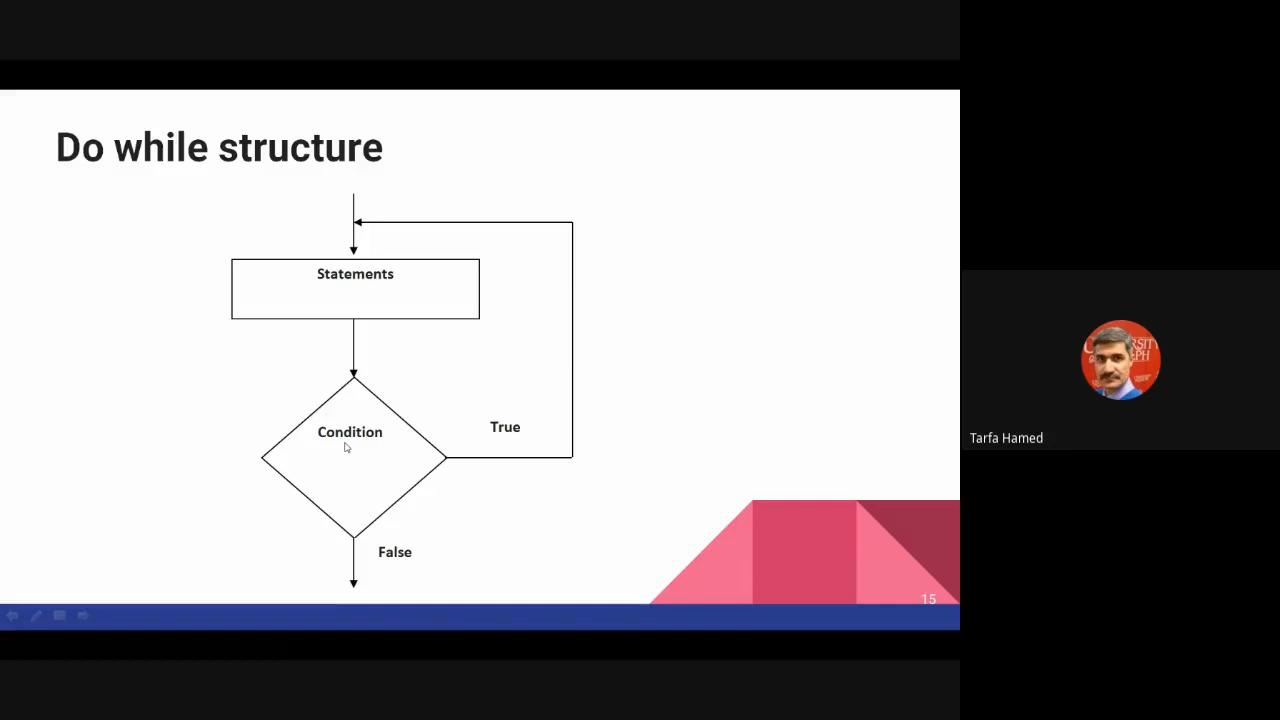 Do while structure
Statements
Condition
True
False
15
Tarfa Hamed